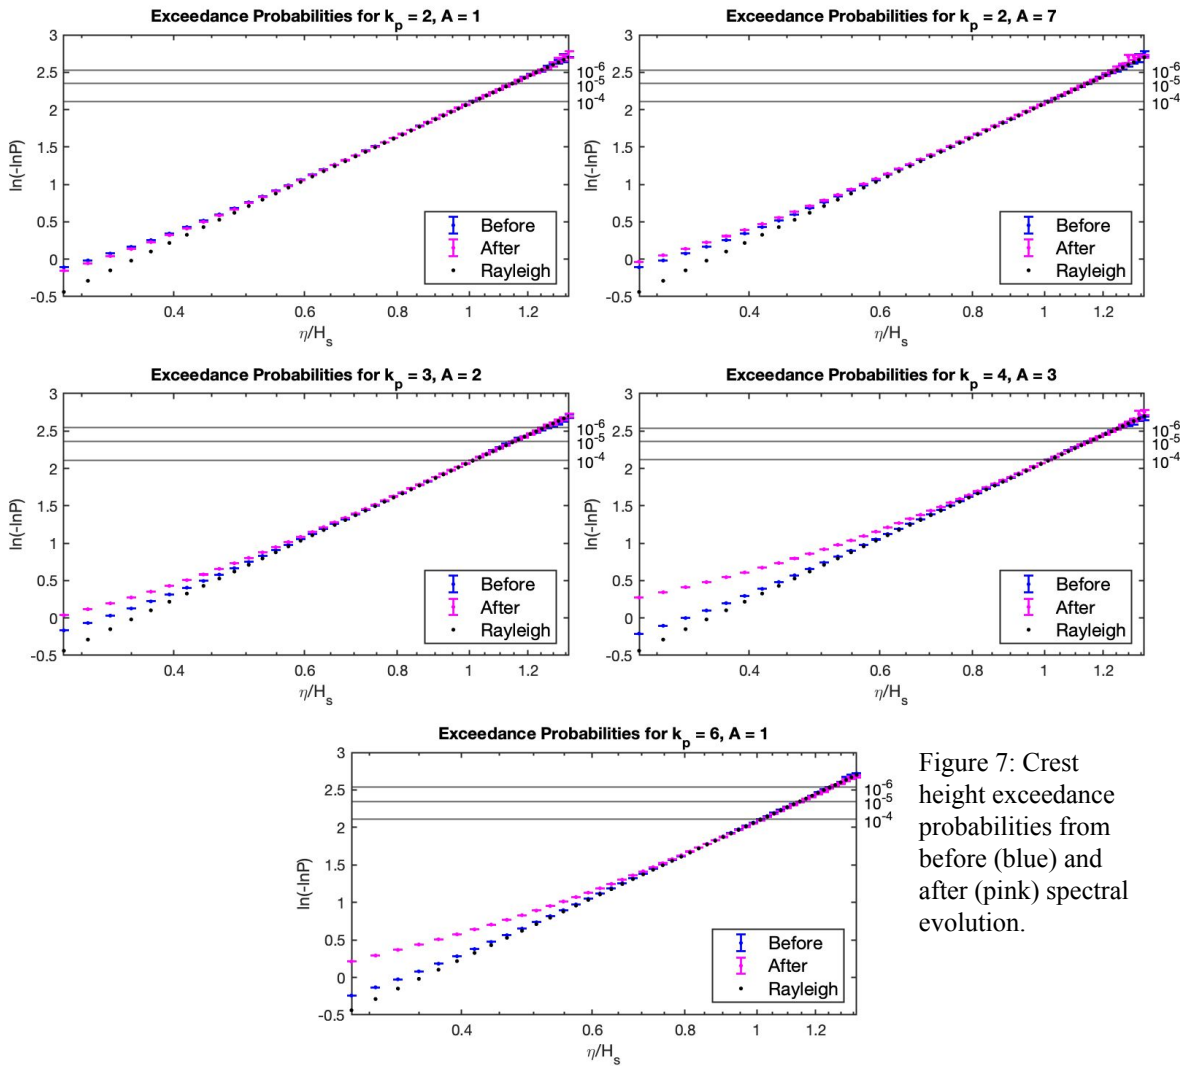 Exceedance Probabilities for kp = 2, A = 1
3
2.5
2
1.5
1
0.5
0
-0.5
ln(-lnP)
10-6
10-5
10-4
Before
After
Rayleigh
0.4 0.6 0.8 1 1.2
η/Hs
Exceedance Probabilities for kp = 2, A = 7
3
2.5
2
1.5
1
0.5
0
-0.5
ln(-lnP)
10-6
10-5
10-4
Before
After
Rayleigh
0.4 0.6 0.8 1 1.2
η/Hs
Exceedance Probabilities for kp = 3, A = 2
3
2.5
2
1.5
1
0.5
0
-0.5
ln(-lnP)
10-6
10-5
10-4
Before
After
Rayleigh
0.4 0.6 0.8 1 1.2
η/Hs
Exceedance Probabilities for kp = 4, A = 3
3
2.5
2
1.5
1
0.5
0
-0.5
ln(-lnP)
10-6
10-5
10-4
Before
After
Rayleigh
0.4 0.6 0.8 1 1.2
η/Hs
Exceedance Probabilities for kp = 6, A = 1
3
2.5
2
1.5
1
0.5
0
-0.5
ln(-lnP)
10-6
10-5
10-4
Before
After
Rayleigh
0.4 0.6 0.8 1 1.2
η/Hs
Figure 7: Crest
height exceedance
probabilities from
before (blue) and
after (pink) spectral
evolution.